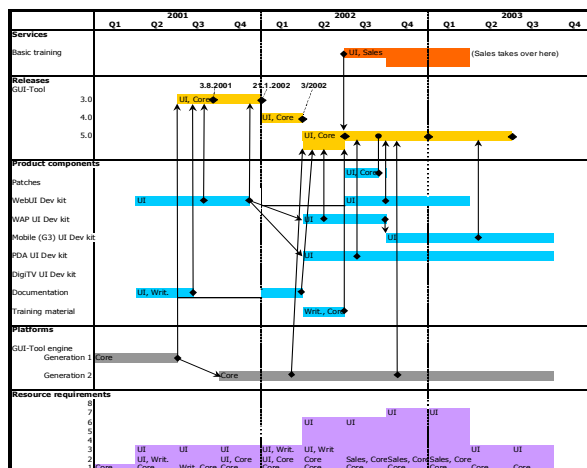 2001 2002 2003
Q1 Q2 Q3 Q4 Q1 Q2 Q3 Q4 Q1 Q2 Q3
Services
Basic training UI, Sales (Sales takes over here)
Releases
GUI-Tool 3.8.2001 21.1.2002 3/2002
3.0 UI, Core
4.0 UI, Core
5.0 UI, Core
Product components
Patches UI, Core
WebUI Dev kit UI UI
WAP UI Dev kit UI
Mobile (G3) UI Dev kit UI
PDA UI Dev kit UI
DigiTV UI Dev kit
Documentation UI, Writ.
Training material Writ., Core
Platforms
GUI-Tool engine
Generation 1 Core
Generation 2 Core
Resource requirements
8
7 UI UI
6 UI UI
5
4
3 UI UI UI UI, Writ. UI, Writ UI UI
2 UI, Writ. UI, Core UI, Core Core Sales, Core Sales, Core Sales, Core
1 Core Core Writ, Core Core Core Core Core Core Core Core Core